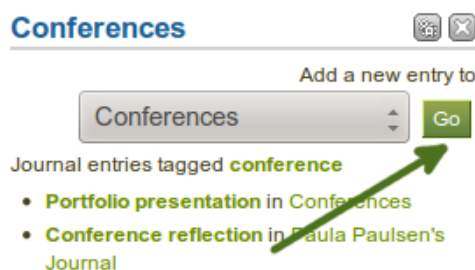 Conferences
Add a new entry to
Conferences
Go
Journal entries tagged conference
• Portfolio presentation in Conferences
• Conference reflection in Paula Paulsen's
Journal